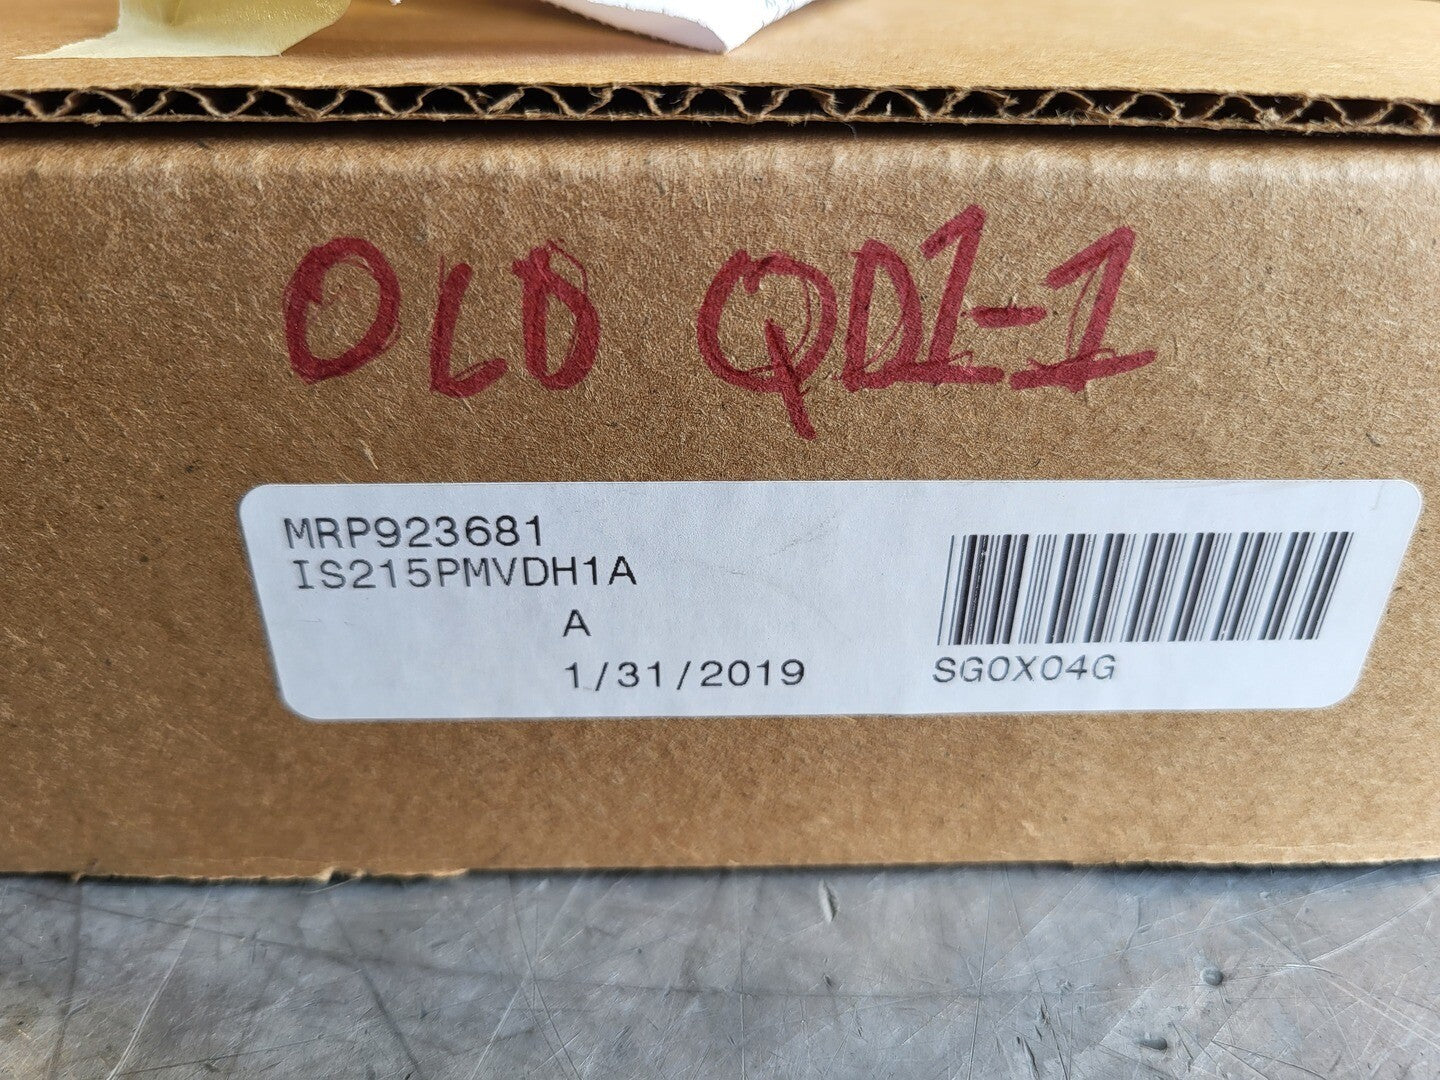 OLD QD1-1
MRP923681
IS215PMVDH1A
A
1/31/2019
SG0X04G